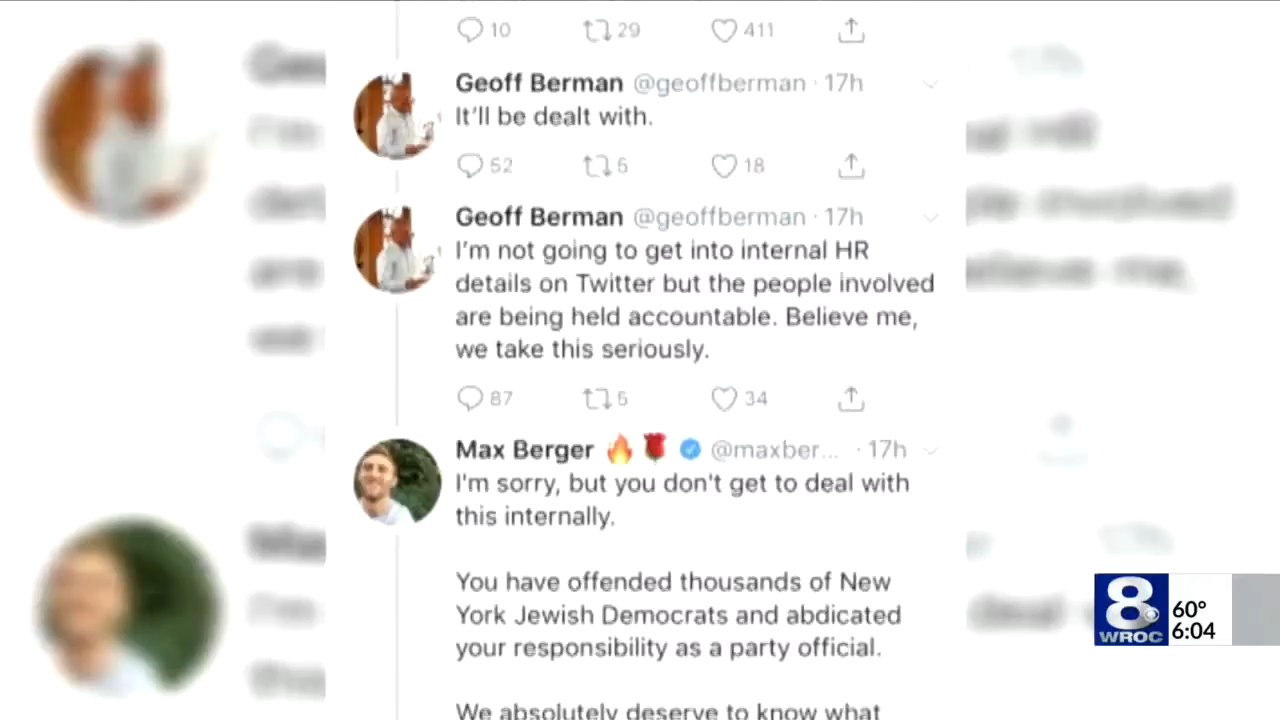 10 29 411
Geoff Berman @geoffberman · 17h
It'll be dealt with.
52 5 18
Geoff Berman @geoffberman · 17h
I'm not going to get into internal HR
details on Twitter but the people involved
are being held accountable. Believe me,
we take this seriously.
87 5 34
Max Berger 🔥🌹 @maxber... · 17h
I'm sorry, but you don't get to deal with
this internally.
You have offended thousands of New
York Jewish Democrats and abdicated
your responsibility as a party official.
We absolutely deserve to know what
8
WROC
60°
6:04